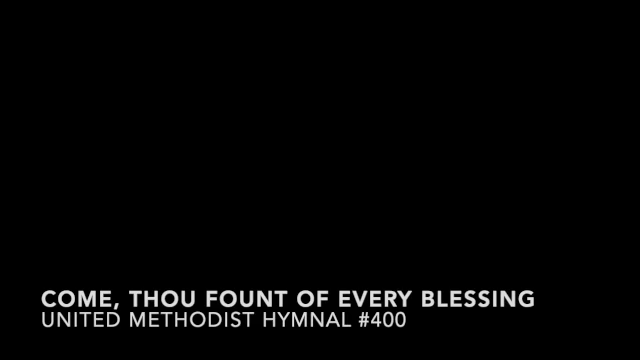 COME, THOU FOUNT OF EVERY BLESSING
UNITED METHODIST HYMNAL #400